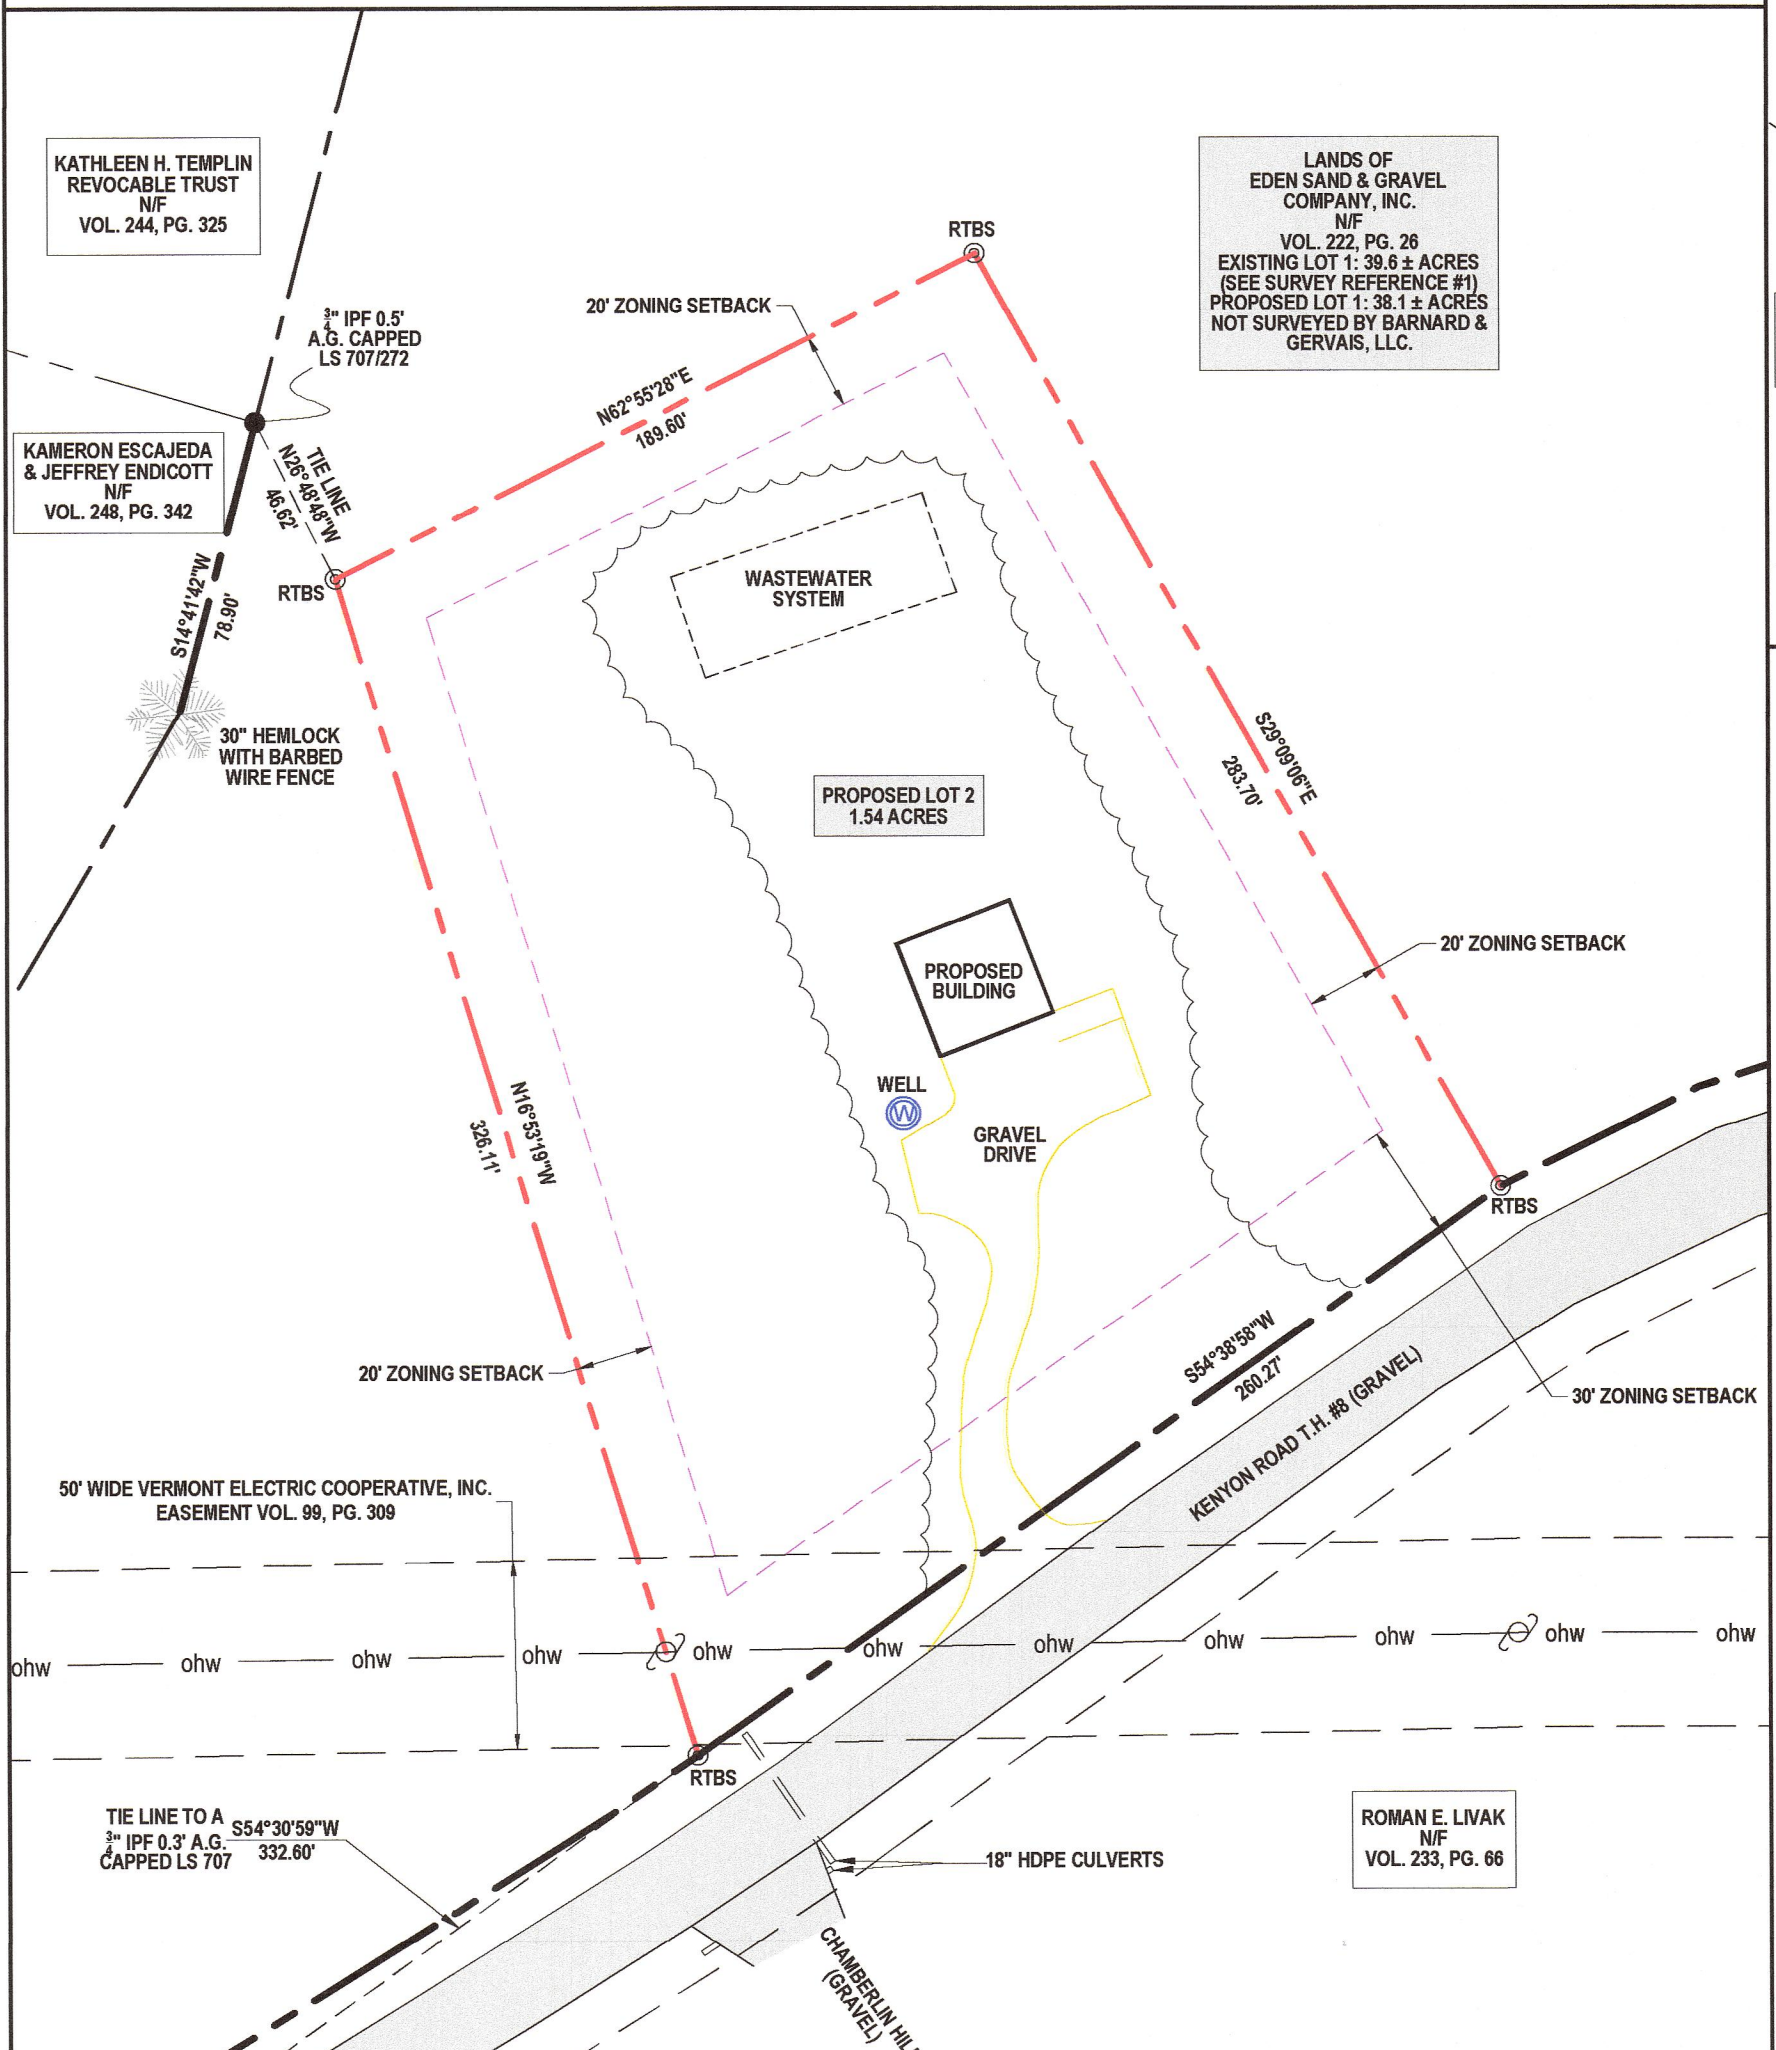 KATHLEEN H. TEMPLIN
REVOCABLE TRUST
N/F
VOL. 244, PG. 325
LANDS OF
EDEN SAND & GRAVEL
COMPANY, INC.
N/F
VOL. 222, PG. 26
EXISTING LOT 1: 39.6 ± ACRES
(SEE SURVEY REFERENCE #1)
PROPOSED LOT 1: 38.1 ± ACRES
NOT SURVEYED BY BARNARD &
GERVAIS, LLC.
RTBS
20' ZONING SETBACK
3/4" IPF 0.5'
A.G. CAPPED
LS 707/272
N62°55'28"E
189.60'
KAMERON ESCAJEDA
& JEFFREY ENDICOTT
N/F
VOL. 248, PG. 342
TIE LINE
N26°48'48"W
46.62'
RTBS
WASTEWATER
SYSTEM
S14°41'42"W
78.90'
30" HEMLOCK
WITH BARBED
WIRE FENCE
S29°09'06"E
283.70'
PROPOSED LOT 2
1.54 ACRES
20' ZONING SETBACK
PROPOSED
BUILDING
WELL
W
GRAVEL
DRIVE
N16°53'19"W
326.11'
RTBS
20' ZONING SETBACK
S54°38'58"W
260.27'
30' ZONING SETBACK
KENYON ROAD T.H. #8 (GRAVEL)
50' WIDE VERMONT ELECTRIC COOPERATIVE, INC.
EASEMENT VOL. 99, PG. 309
ohw ohw ohw ohw ohw ohw ohw ohw ohw ohw ohw
RTBS
TIE LINE TO A
3/4" IPF 0.3' A.G.
CAPPED LS 707
S54°30'59"W
332.60'
18" HDPE CULVERTS
ROMAN E. LIVAK
N/F
VOL. 233, PG. 66
CHAMBERLIN
(GRAVEL)